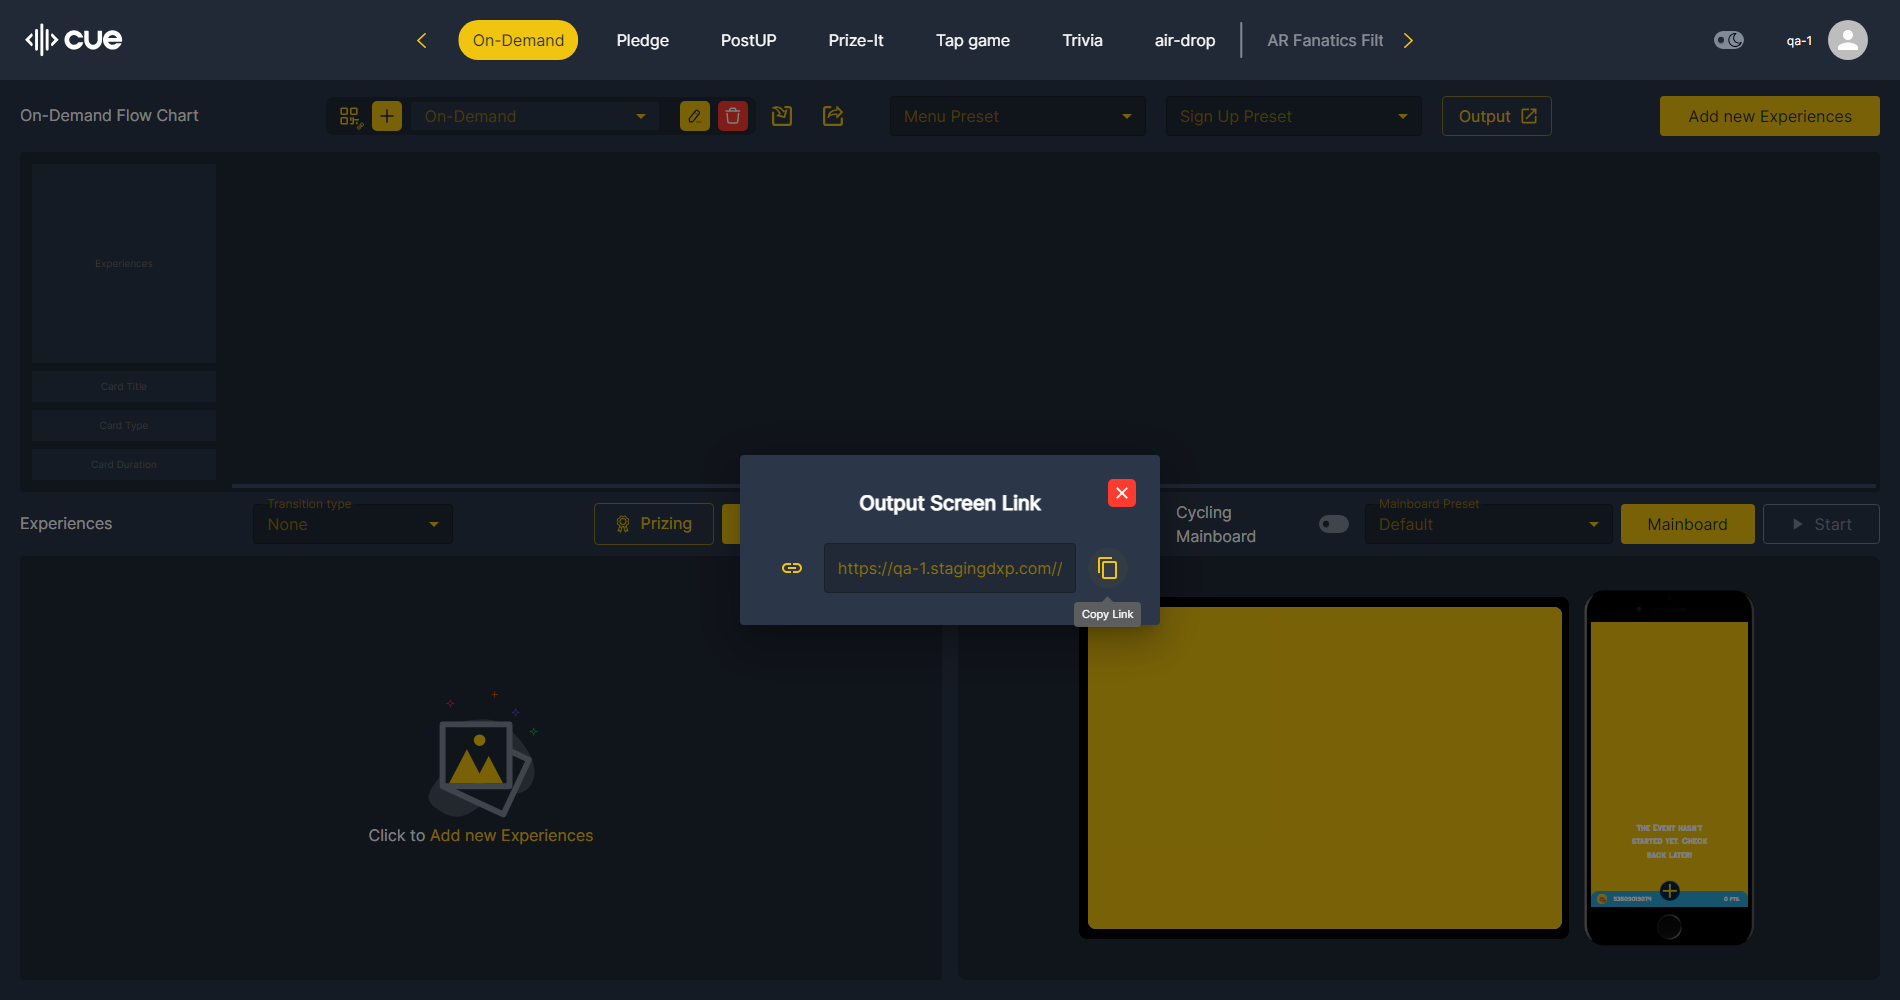 cue
On-Demand
Pledge
PostUP
Prize-It
Tap game
Trivia
air-drop
AR Fanatics Filt
qa-1
On-Demand Flow Chart
On-Demand
Menu Preset
Sign Up Preset
Output
Add new Experiences
Experiences
Card Title
Card Type
Card Duration
Output Screen Link
https://qa-1.stagingdxp.com//
Copy Link
Experiences
Transition type
None
Prizing
Cycling
Mainboard
Mainboard Preset
Default
Mainboard
Start
Click to Add new Experiences
The Event hasn't
started yet. Check
back later!
0 pts.